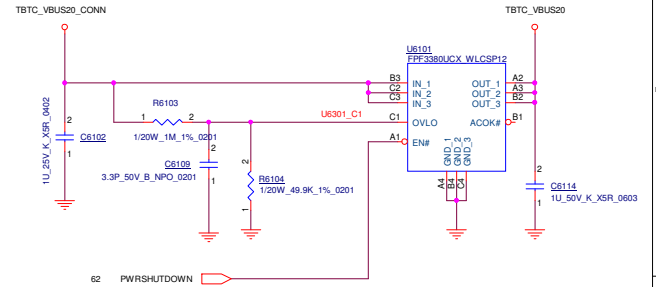 TBTC_VBUS20_CONN
TBTC_VBUS20
U6101
FPF3380UCX_WLCSP12
B3 IN_1 OUT_1 A2
C2 IN_2 OUT_2 A3
C3 IN_3 OUT_3 B2
R6103
1 2
U6301_C1
C1 OVLO ACOK# B1
1/20W_1M_1%_0201
A1 EN#
1U_25V_K_X5R_0402
2
1
C6102
C6109
2
1
3.3P_50V_B_NPO_0201
2
1
R6104
1/20W_49.9K_1%_0201
GND_1
GND_2
GND_3
A4
B4
C4
2
1
C6114
1U_50V_K_X5R_0603
62 PWRSHUTDOWN